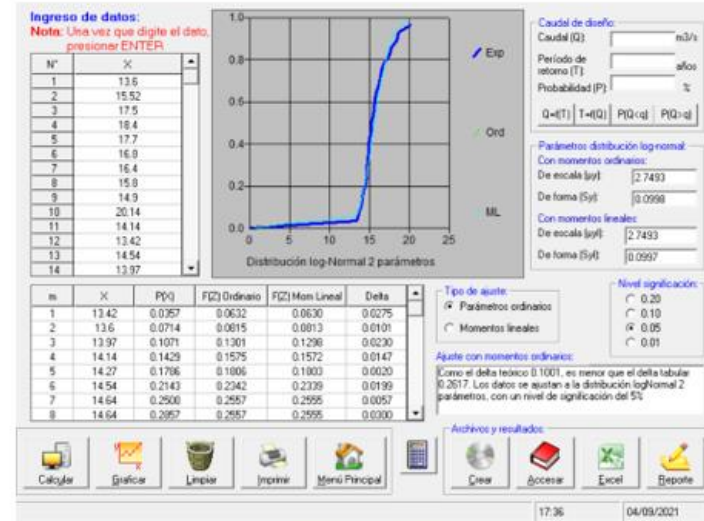 Ingreso de datos:
Nota: Una vez que digite el dato,
presionar ENTER
N° X
1 13.6
2 15.52
3 17.5
4 18.4
5 17.7
6 16.8
7 16.4
8 15.8
9 14.9
10 20.14
11 14.14
12 13.42
13 14.54
14 13.97
1.0
0.8
0.6
0.4
0.2
0.0
0 5 10 15 20 25
Distribución log-Normal 2 parámetros
Exp
Ord
ML
Caudal de diseño:
Caudal (Q): m3/s
Período de
retorno (T): años
Probabilidad (P): %
Q=f(T) T=f(Q) P(Q<q) P(Q>q)
Parámetros distribución log-normal:
Con momentos ordinarios:
De escala (µy): 2.7493
De forma (Sy): 0.0998
Con momentos lineales:
De escala (µyl): 2.7493
De forma (Syl): 0.0997
m X P(X) F(Z) Ordinario F(Z) Mom Lineal Delta
1 13.42 0.0357 0.0632 0.0630 0.0275
2 13.6 0.0714 0.0815 0.0813 0.0101
3 13.97 0.1071 0.1301 0.1298 0.0230
4 14.14 0.1429 0.1575 0.1572 0.0147
5 14.27 0.1786 0.1806 0.1803 0.0020
6 14.54 0.2143 0.2342 0.2339 0.0199
7 14.64 0.2500 0.2557 0.2555 0.0057
8 14.64 0.2857 0.2557 0.2555 0.0300
Tipo de ajuste:
Parámetros ordinarios
Momentos lineales
Nivel significación:
0.20
0.10
0.05
0.01
Ajuste con momentos ordinarios:
Como el delta teórico 0.1001, es menor que el delta tabular
0.2617. Los datos se ajustan a la distribución logNormal 2
parámetros, con un nivel de significación del 5%
Archivos y resultados:
Calcular Graficar Limpiar Imprimir Menú Principal Crear Accesar Excel Reporte
17:36 04/09/2021